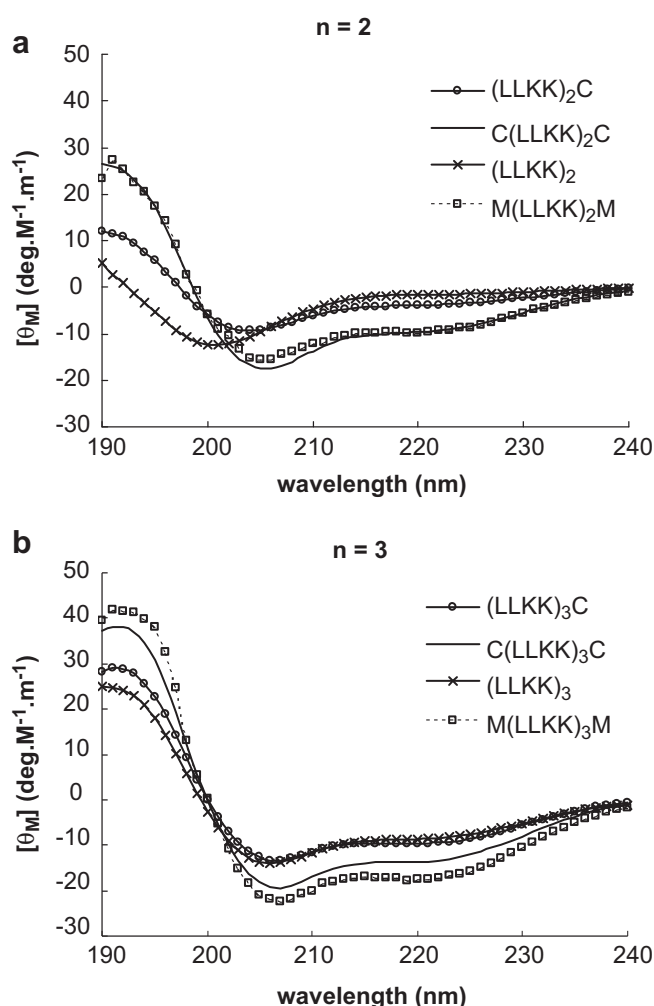 a
n = 2
50
40
30
20
10
0
-10
-20
-30
[θM] (deg.M-1.m-1)
(LLKK)2C
C(LLKK)2C
(LLKK)2
M(LLKK)2M
190 200 210 220 230 240
wavelength (nm)
b
n = 3
50
40
30
20
10
0
-10
-20
-30
[θM] (deg.M-1.m-1)
(LLKK)3C
C(LLKK)3C
(LLKK)3
M(LLKK)3M
190 200 210 220 230 240
wavelength (nm)